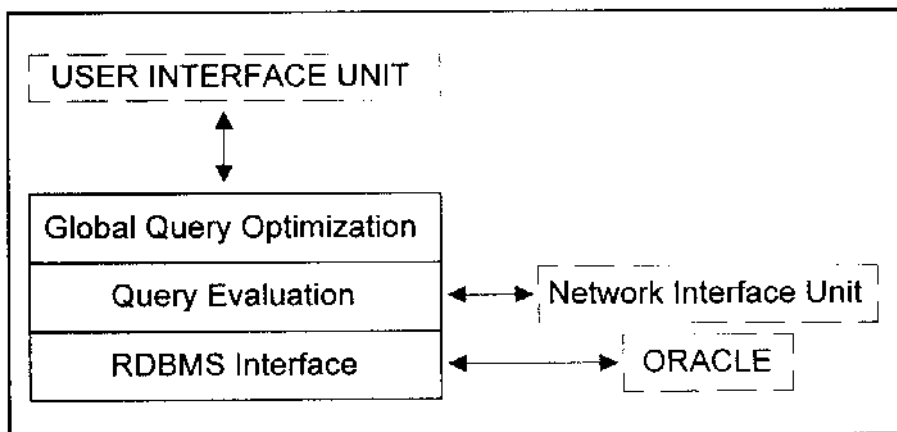 USER INTERFACE UNIT
Global Query Optimization
Query Evaluation
Network Interface Unit
RDBMS Interface
ORACLE